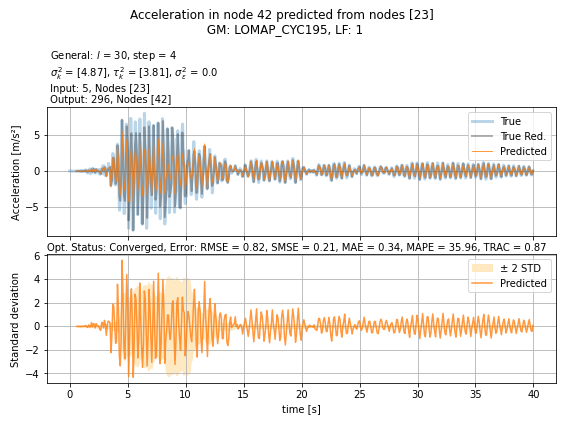 Acceleration in node 42 predicted from nodes [23]
GM: LOMAP_CYC195, LF: 1
General: l = 30, step = 4
σ²ₖ = [4.87], τ²ₖ = [3.81], σ²ε = 0.0
Input: 5, Nodes [23]
Output: 296, Nodes [42]
Acceleration [m/s²]
5
0
−5
True
True Red.
Predicted
Opt. Status: Converged, Error: RMSE = 0.82, SMSE = 0.21, MAE = 0.34, MAPE = 35.96, TRAC = 0.87
Standard deviation
6
4
2
0
−2
−4
± 2 STD
Predicted
0 5 10 15 20 25 30 35 40
time [s]